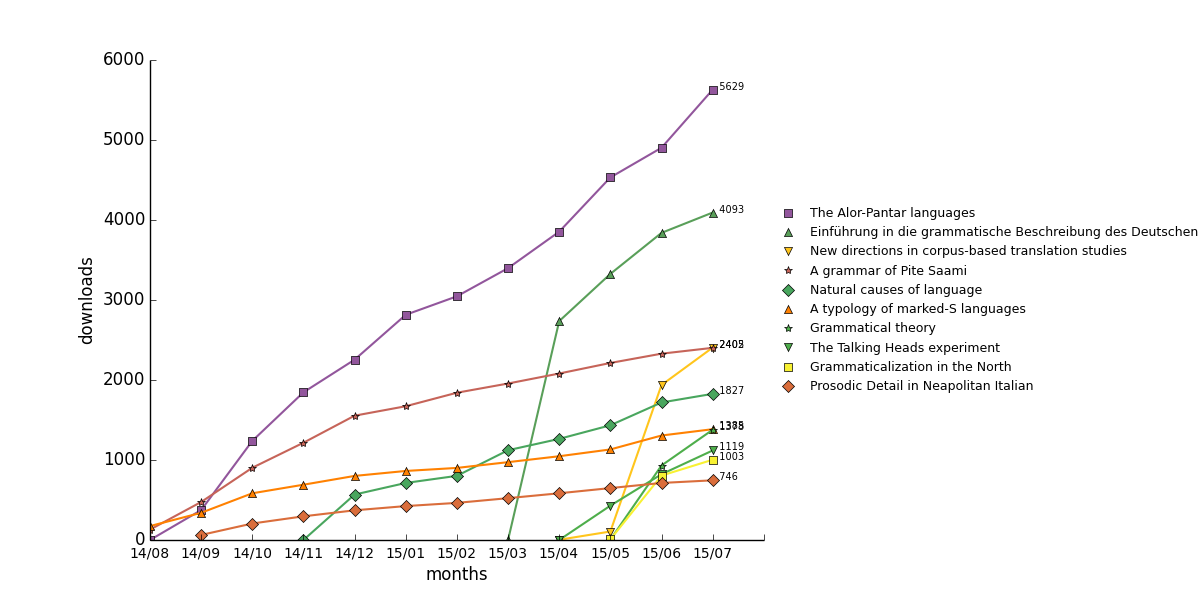 6000
5000
4000
3000
2000
1000
0
downloads
14/08 14/09 14/10 14/11 14/12 15/01 15/02 15/03 15/04 15/05 15/06 15/07
months
5629
4093
1827
1119
1003
746
The Alor-Pantar languages
Einführung in die grammatische Beschreibung des Deutschen
New directions in corpus-based translation studies
A grammar of Pite Saami
Natural causes of language
A typology of marked-S languages
Grammatical theory
The Talking Heads experiment
Grammaticalization in the North
Prosodic Detail in Neapolitan Italian